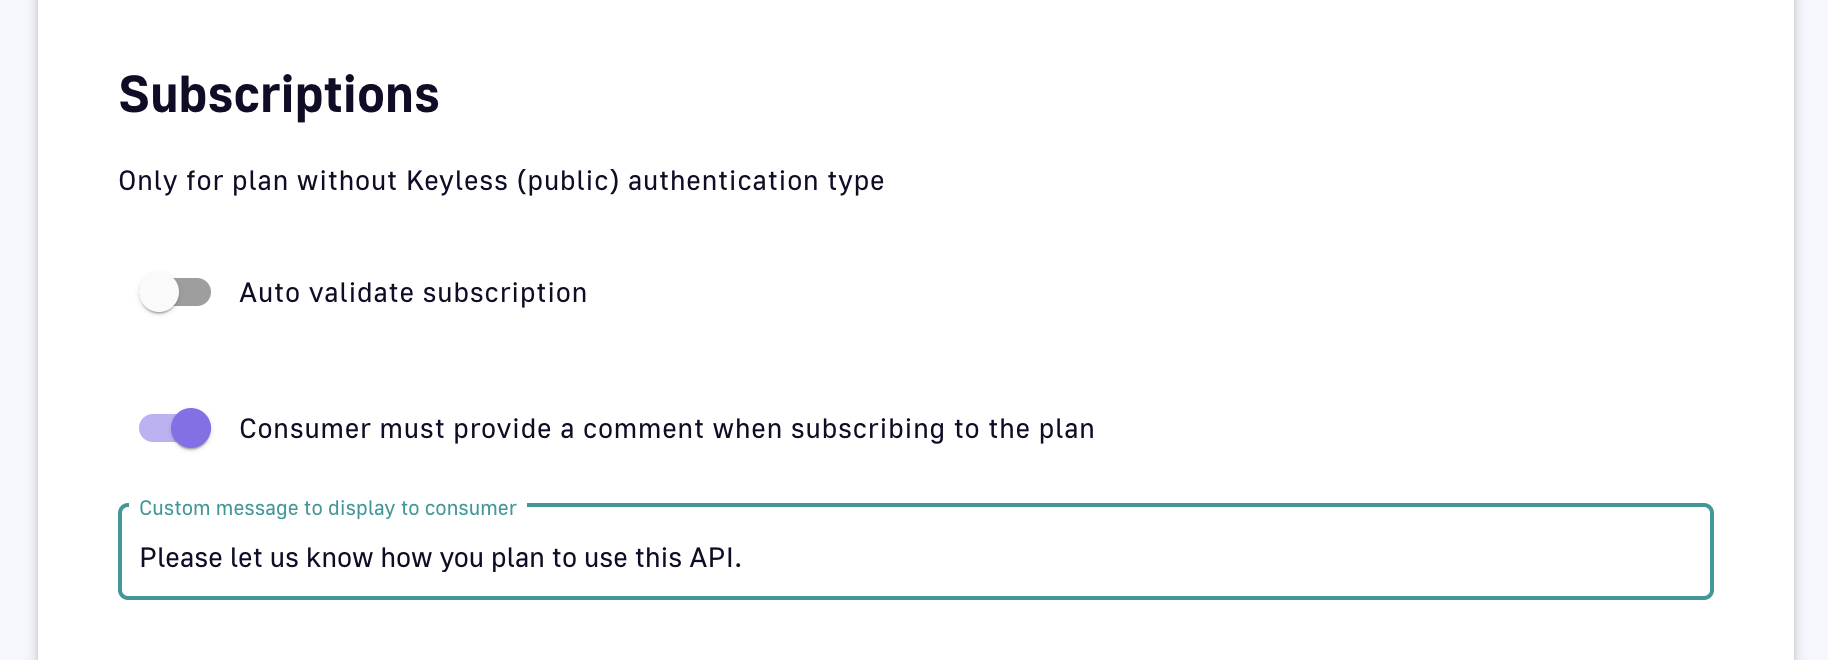 Subscriptions
Only for plan without Keyless (public) authentication type
Auto validate subscription
Consumer must provide a comment when subscribing to the plan
Custom message to display to consumer
Please let us know how you plan to use this API.